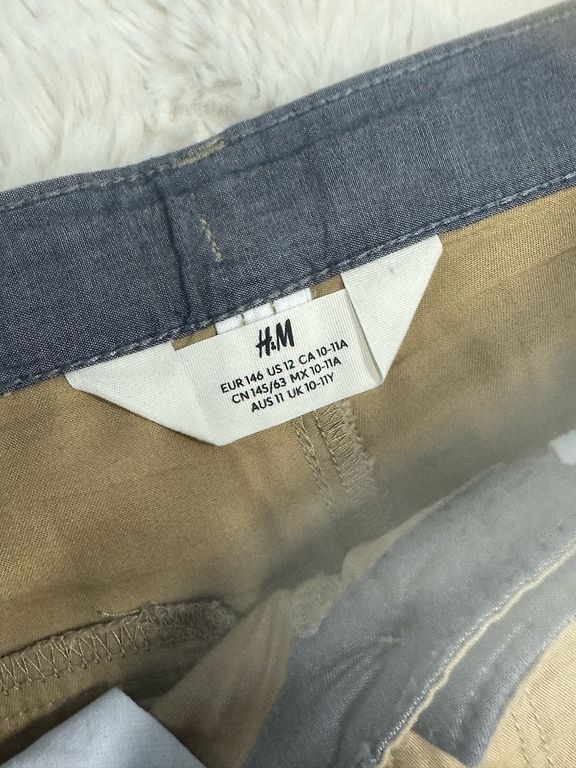 H&M
EUR 146 US 12 CA 10-11A
CN 145/63 MX 10-11A
AUS 11 UK 10-11Y